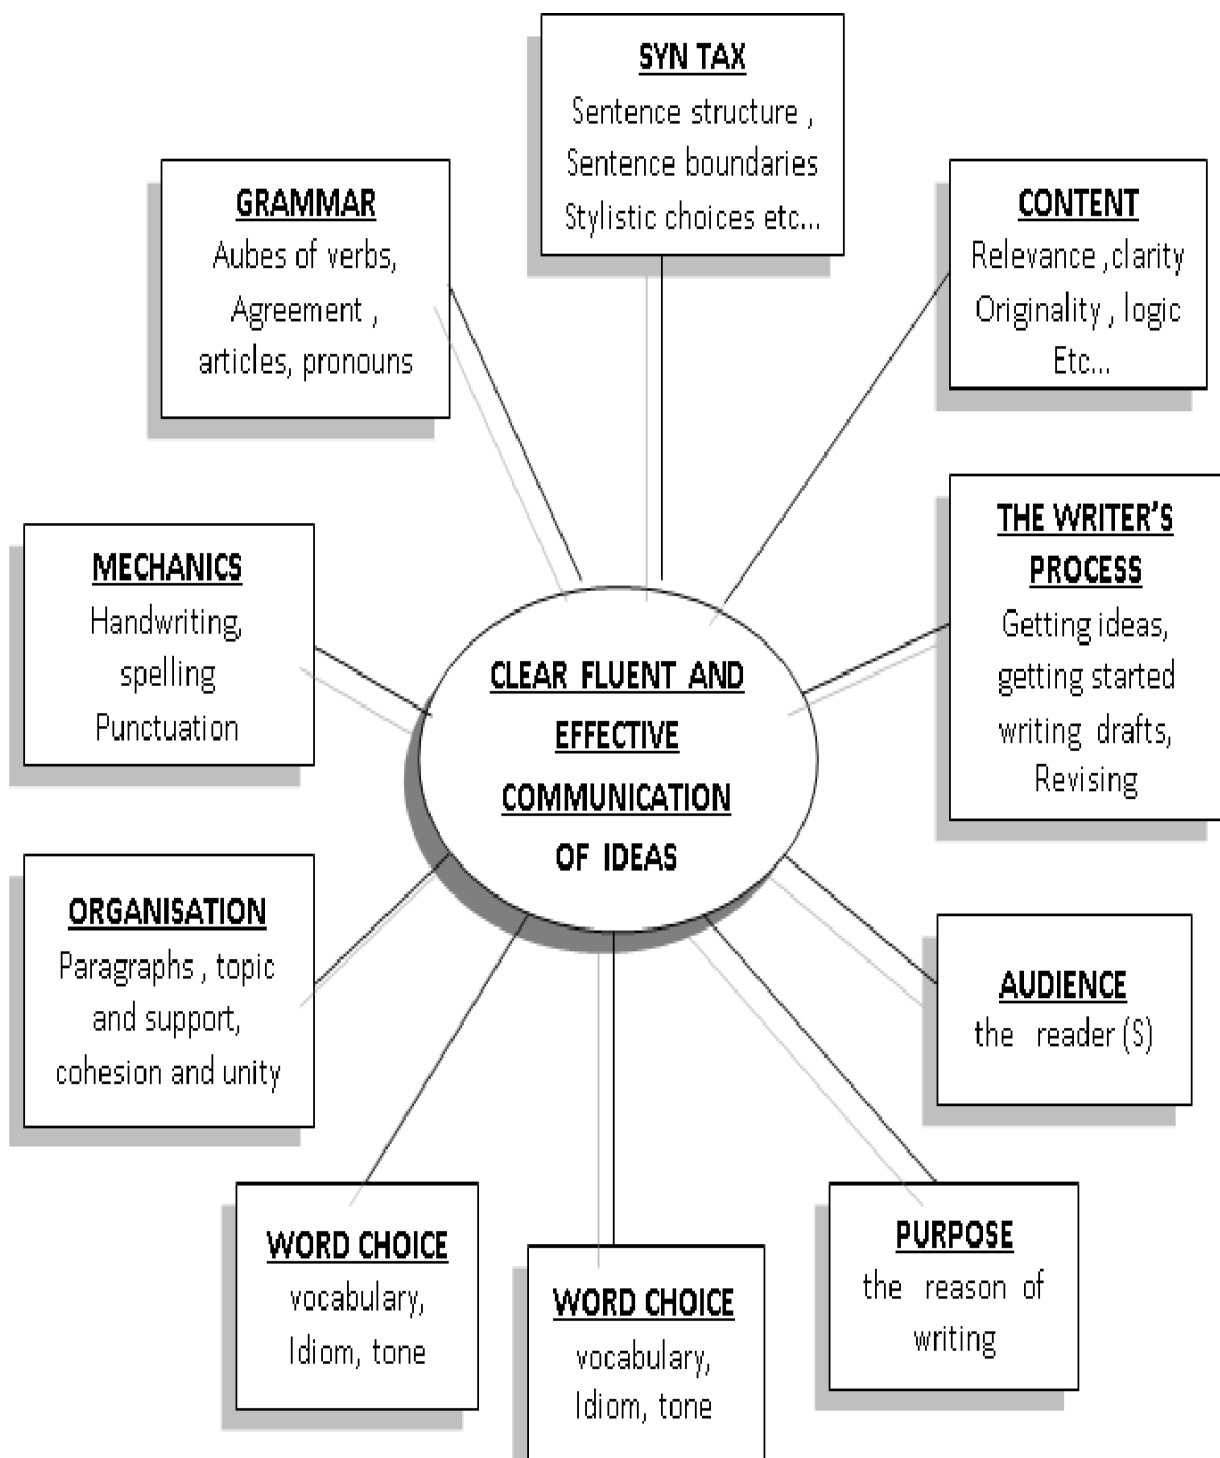 SYN TAX
Sentence structure ,
Sentence boundaries
Stylistic choices etc...
GRAMMAR
Aubes of verbs,
Agreement ,
articles, pronouns
CONTENT
Relevance ,clarity
Originality , logic
Etc...
THE WRITER'S
PROCESS
Getting ideas,
getting started
writing drafts,
Revising
MECHANICS
Handwriting,
spelling
Punctuation
CLEAR FLUENT AND
EFFECTIVE
COMMUNICATION
OF IDEAS
ORGANISATION
Paragraphs , topic
and support,
cohesion and unity
AUDIENCE
the reader (S)
WORD CHOICE
vocabulary,
Idiom, tone
WORD CHOICE
vocabulary,
Idiom, tone
PURPOSE
the reason of
writing